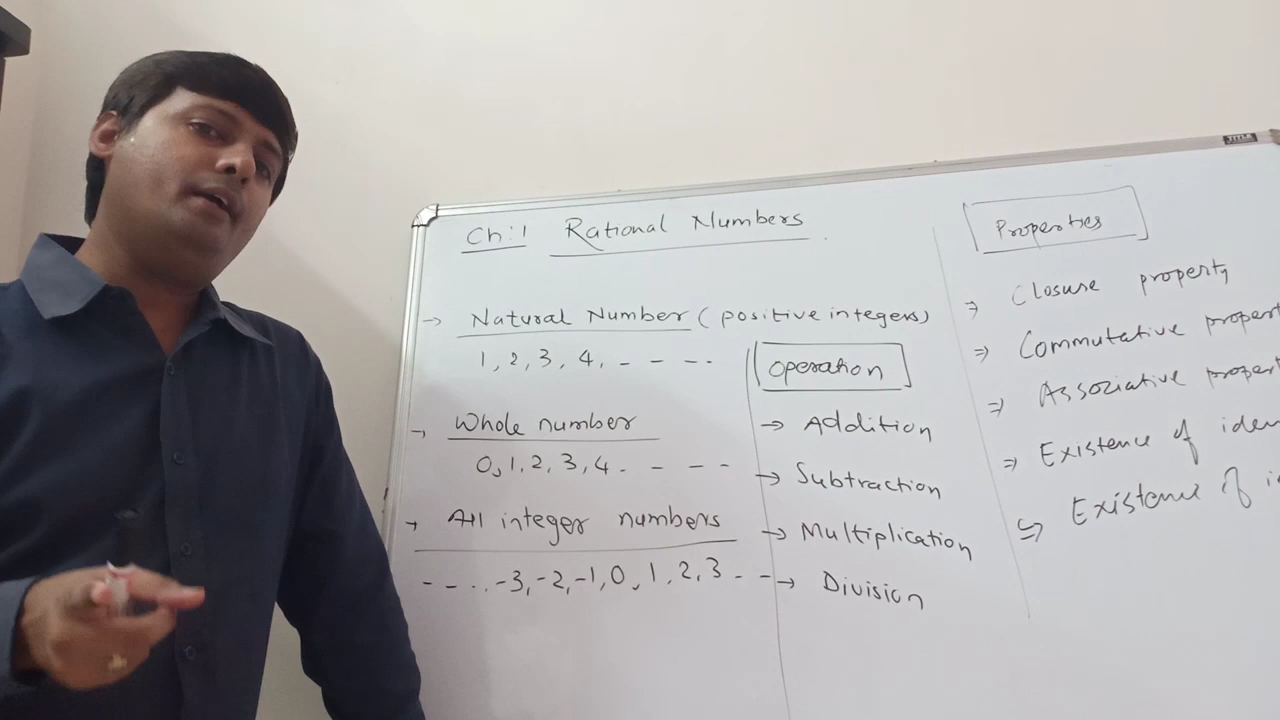 Ch:1 Rational Numbers
→ Natural Number (positive integers)
1, 2, 3, 4, - - - .
→ Whole number
0, 1, 2, 3, 4 . - - - -
→ All integer numbers
- - - . . -3, -2, -1, 0, 1, 2, 3 - - -
Operation
→ Addition
→ Subtraction
→ Multiplication
→ Division
Properties
⇒ Closure property
⇒ Commutative
⇒ Associative
⇒ Existence of
⇒ Existence of